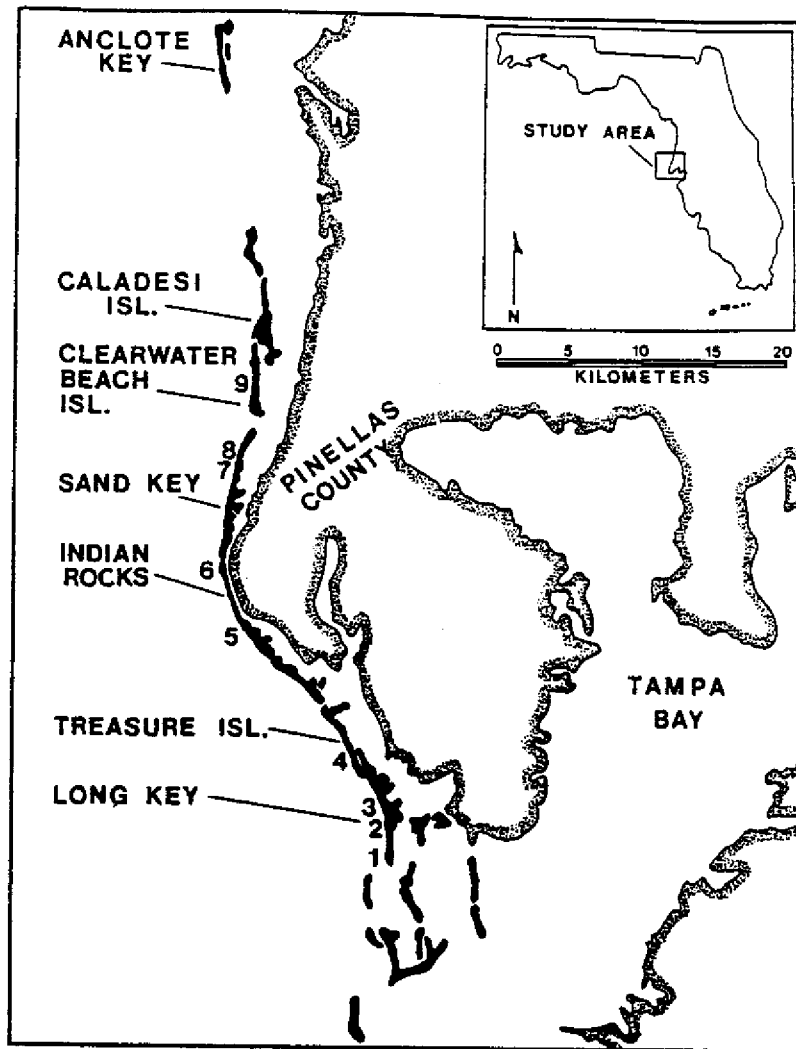 ANCLOTE
KEY
STUDY AREA
N
0 5 10 15 20
KILOMETERS
CALADESI
ISL.
CLEARWATER
BEACH
ISL.
9
8
7
PINELLAS
COUNTY
SAND KEY
INDIAN
ROCKS
6
5
TAMPA
BAY
TREASURE ISL.
4
LONG KEY
3
2
1